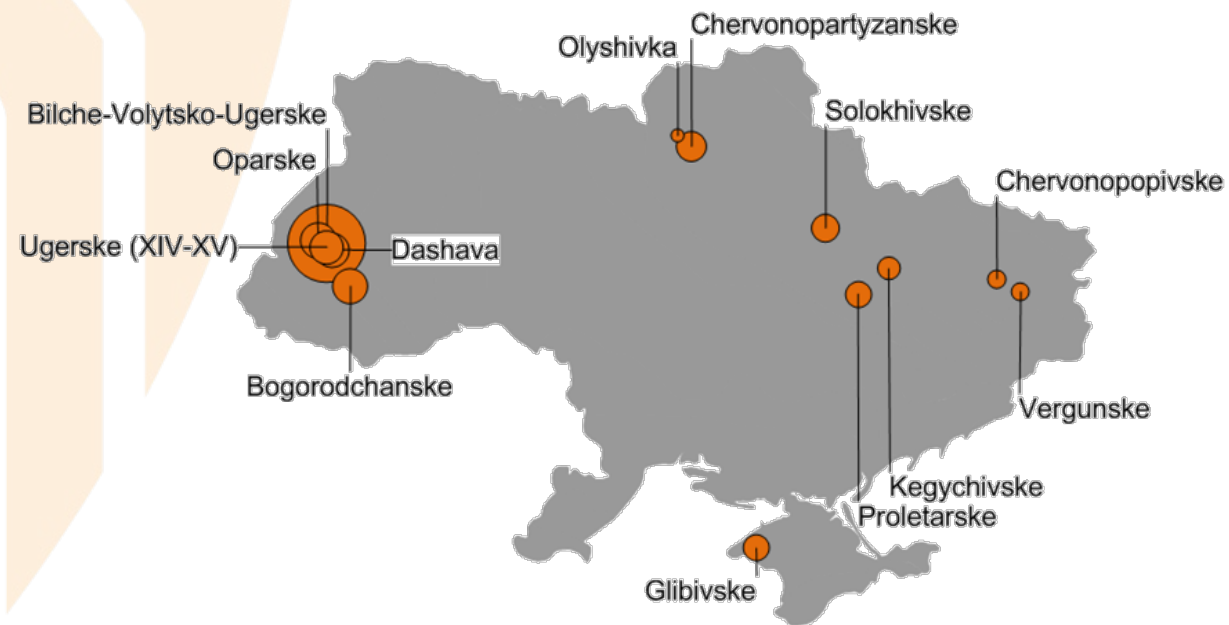 Chervonopartyzanske
Olyshivka
Solokhivske
Bilche-Volytsko-Ugerske
Oparske
Chervonopopivske
Ugerske (XIV-XV)
Dashava
Bogorodchanske
Vergunske
Kegychivske
Proletarske
Glibivske